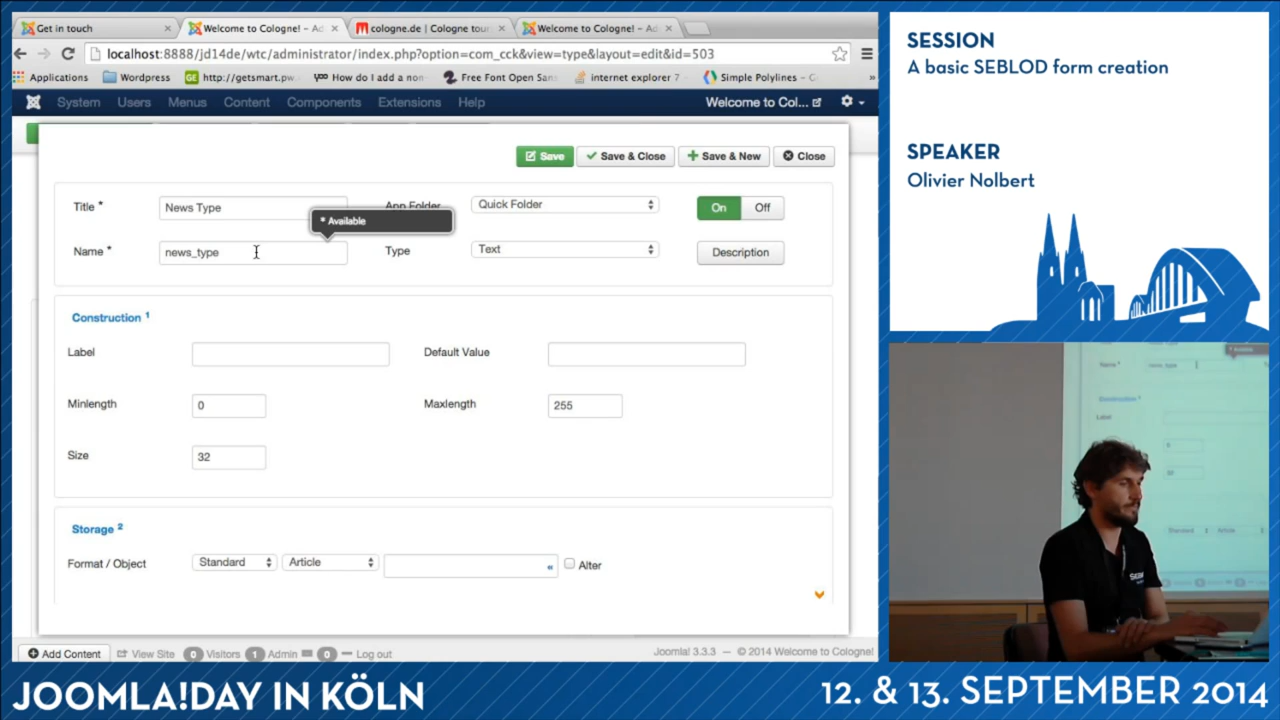 Get in touch
Welcome to Cologne! - Ad
cologne.de | Cologne tour
Welcome to Cologne! - Ad
localhost:8888/jd14de/wtc/administrator/index.php?option=com_cck&view=type&layout=edit&id=503
Applications
Wordpress
http://getsmart.pw
How do I add a non
Free Font Open San
internet explorer 7
Simple Polylines - G
System Users Menus Content Components Extensions Help
Welcome to Col...
Save
Save & Close
Save & New
Close
Title *
News Type
App Folder
Quick Folder
On
Off
* Available
Name *
news_type
Type
Text
Description
Construction 1
Label
Default Value
Minlength
0
Maxlength
255
Size
32
Storage 2
Format / Object
Standard
Article
«
Alter
Add Content
View Site
0 Visitors
1 Admin
0
Log out
Joomla! 3.3.3 — © 2014 Welcome to Cologne!
SESSION
A basic SEBLOD form creation
SPEAKER
Olivier Nolbert
JOOMLA!DAY IN KÖLN
12. & 13. SEPTEMBER 2014